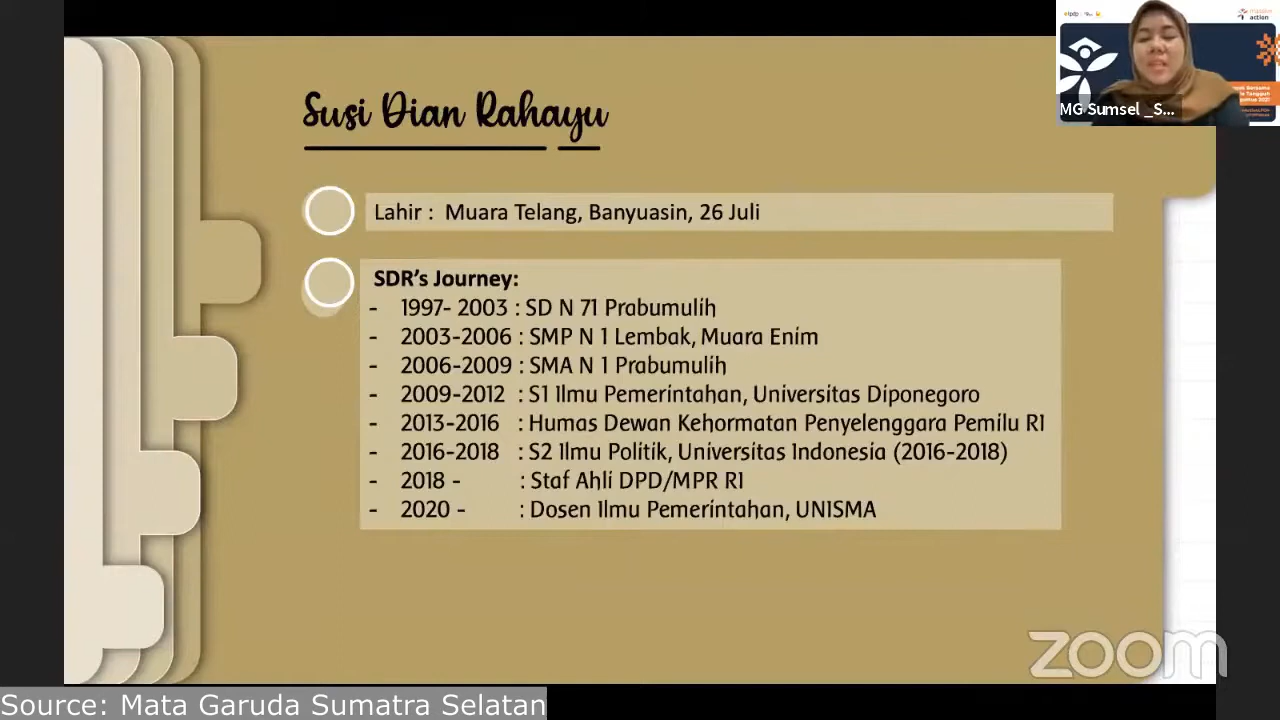 Susi Dian Rahayu
Lahir : Muara Telang, Banyuasin, 26 Juli
SDR's Journey:
- 1997- 2003 : SD N 71 Prabumulih
- 2003-2006 : SMP N 1 Lembak, Muara Enim
- 2006-2009 : SMA N 1 Prabumulih
- 2009-2012 : S1 Ilmu Pemerintahan, Universitas Diponegoro
- 2013-2016 : Humas Dewan Kehormatan Penyelenggara Pemilu RI
- 2016-2018 : S2 Ilmu Politik, Universitas Indonesia (2016-2018)
- 2018 - : Staf Ahli DPD/MPR RI
- 2020 - : Dosen Ilmu Pemerintahan, UNISMA
action
MG Sumsel _S...
zoom
Source: Mata Garuda Sumatra Selatan